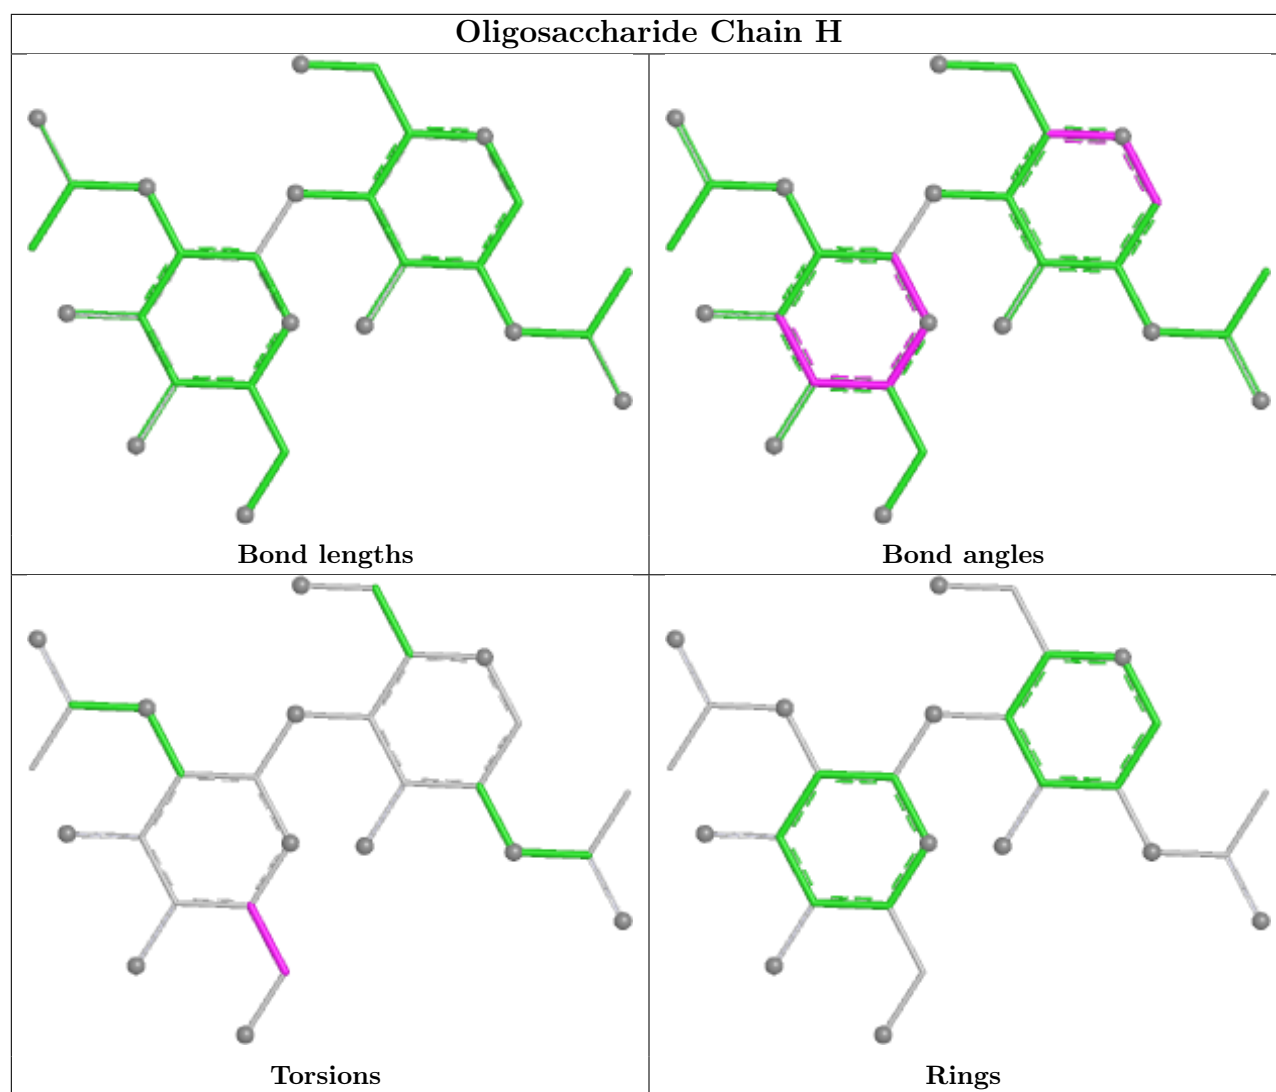 Oligosaccharide Chain H
Bond lengths
Bond angles
Torsions
Rings